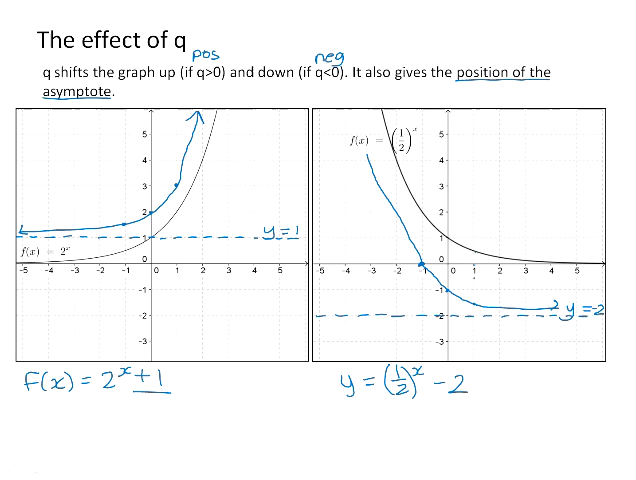 The effect of q
pos neg
q shifts the graph up (if q>0) and down (if q<0). It also gives the position of the
asymptote.
5
4
3
2
1
0
-1
-2
-3
-5 -4 -3 -2 -1 0 1 2 3 4 5
f(x) = 2^x
y = 1
5
4
3
2
1
0
-1
-2
-3
-5 -4 -3 -2 -1 0 1 2 3 4 5
f(x) = (1/2)^x
y = -2
F(x) = 2^x + 1
y = (1/2)^x - 2